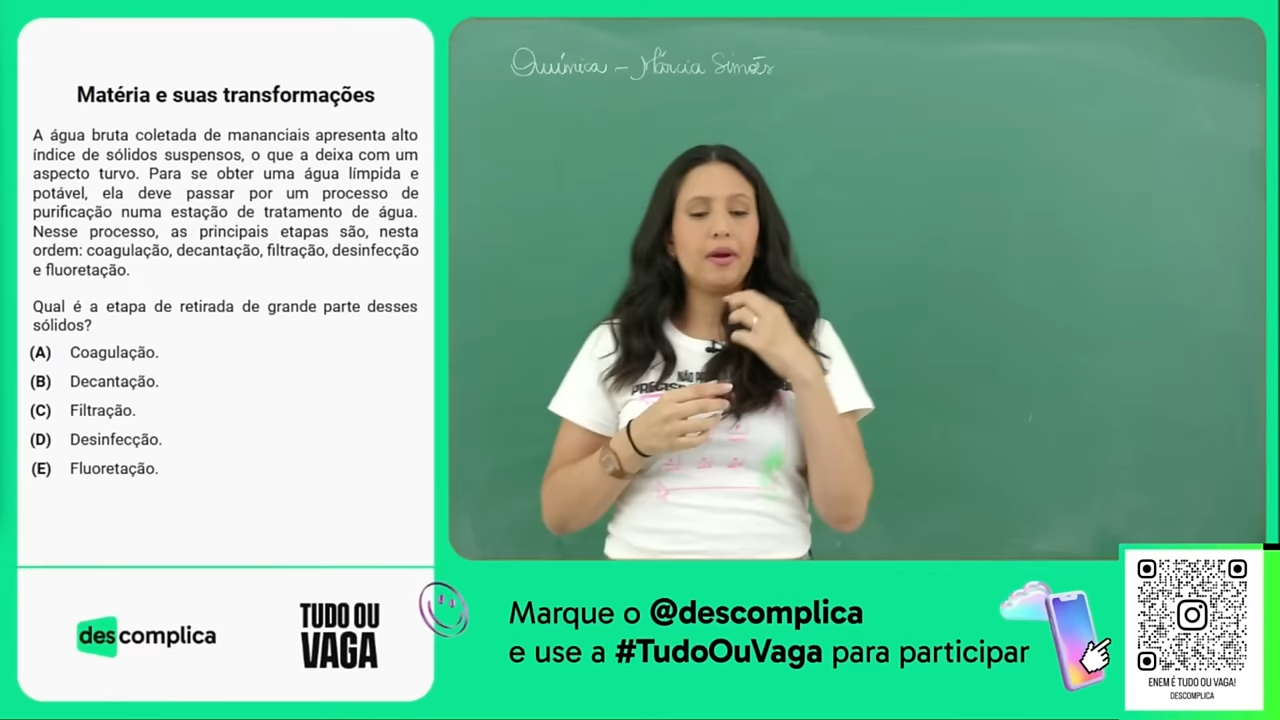 Matéria e suas transformações
A água bruta coletada de mananciais apresenta alto
índice de sólidos suspensos, o que a deixa com um
aspecto turvo. Para se obter uma água límpida e
potável, ela deve passar por um processo de
purificação numa estação de tratamento de água.
Nesse processo, as principais etapas são, nesta
ordem: coagulação, decantação, filtração, desinfecção
e fluoretação.
Qual é a etapa de retirada de grande parte desses
sólidos?
(A) Coagulação.
(B) Decantação.
(C) Filtração.
(D) Desinfecção.
(E) Fluoretação.
descomplica
TUDO OU
VAGA
Química - Márcia Simões
NÃO
Marque o @descomplica
e use a #TudoOuVaga para participar
ENEM É TUDO OU VAGA!
DESCOMPLICA